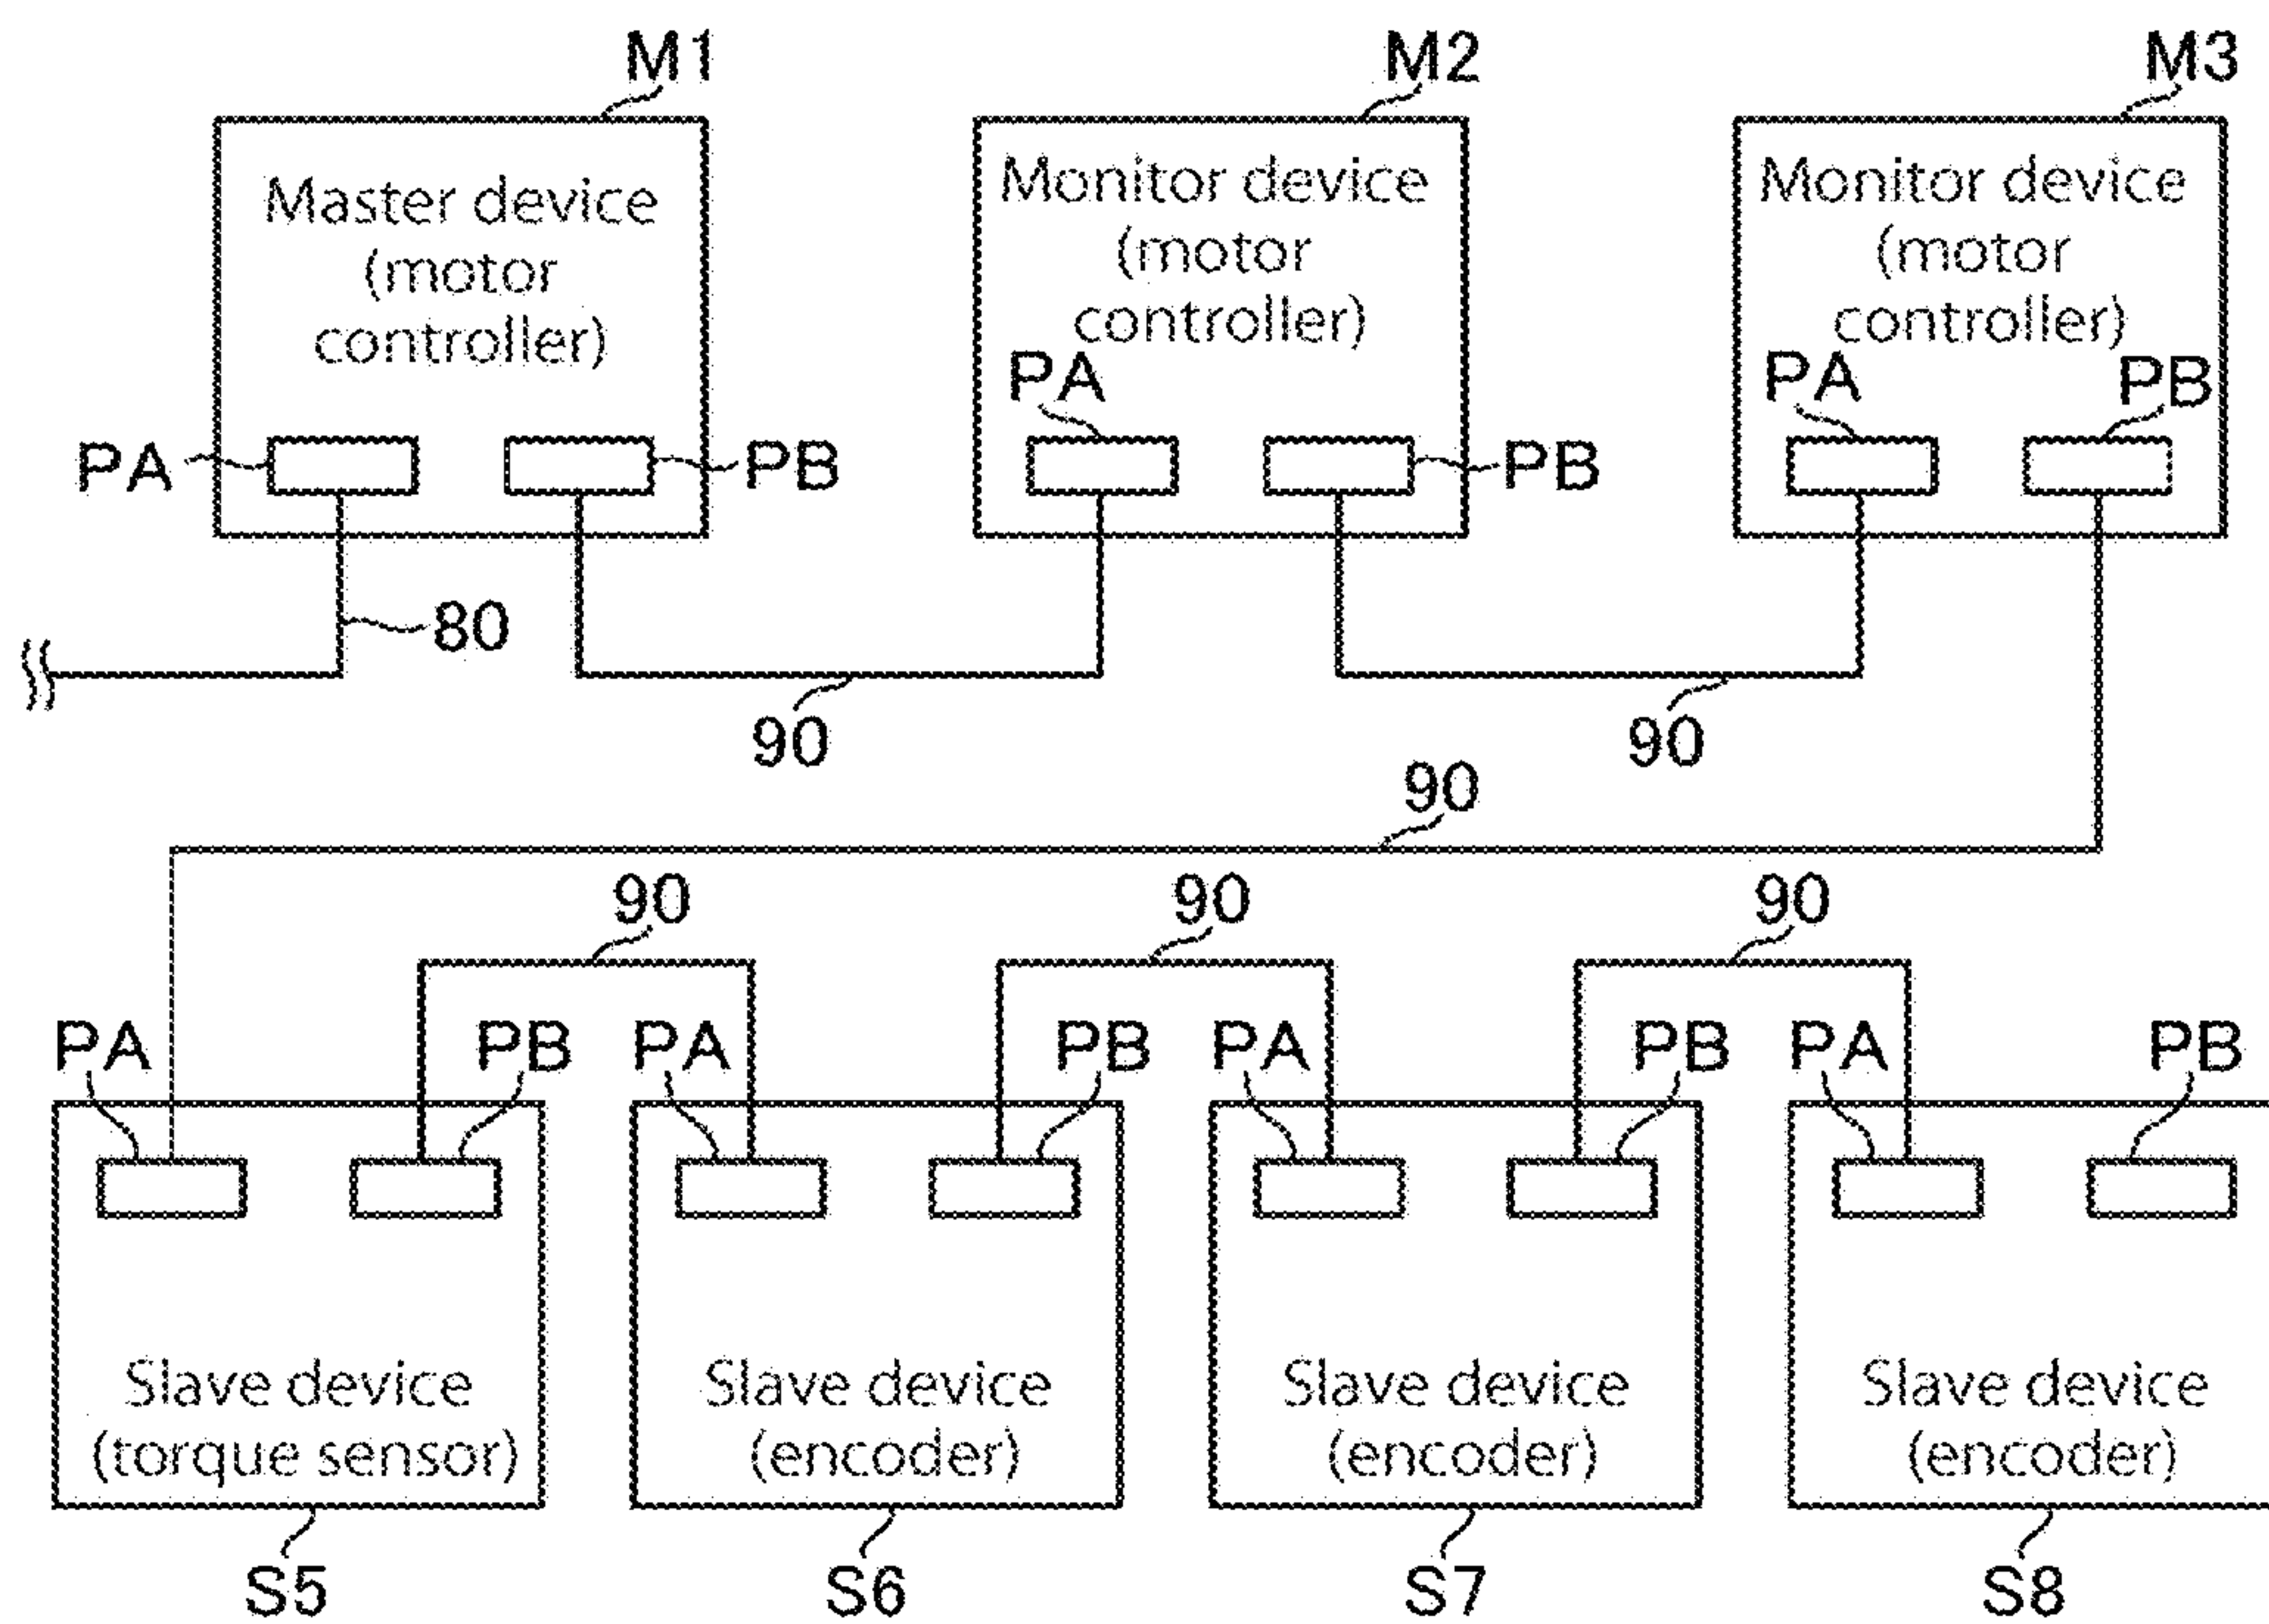 M1
M2
M3
Master device
(motor
controller)
Monitor device
(motor
controller)
Monitor device
(motor
controller)
PA
PB
PA
PB
PA
PB
80
90
90
90
90
90
90
PA
PB
PA
PB
PA
PB
PA
PB
Slave device
(torque sensor)
Slave device
(encoder)
Slave device
(encoder)
Slave device
(encoder)
S5
S6
S7
S8